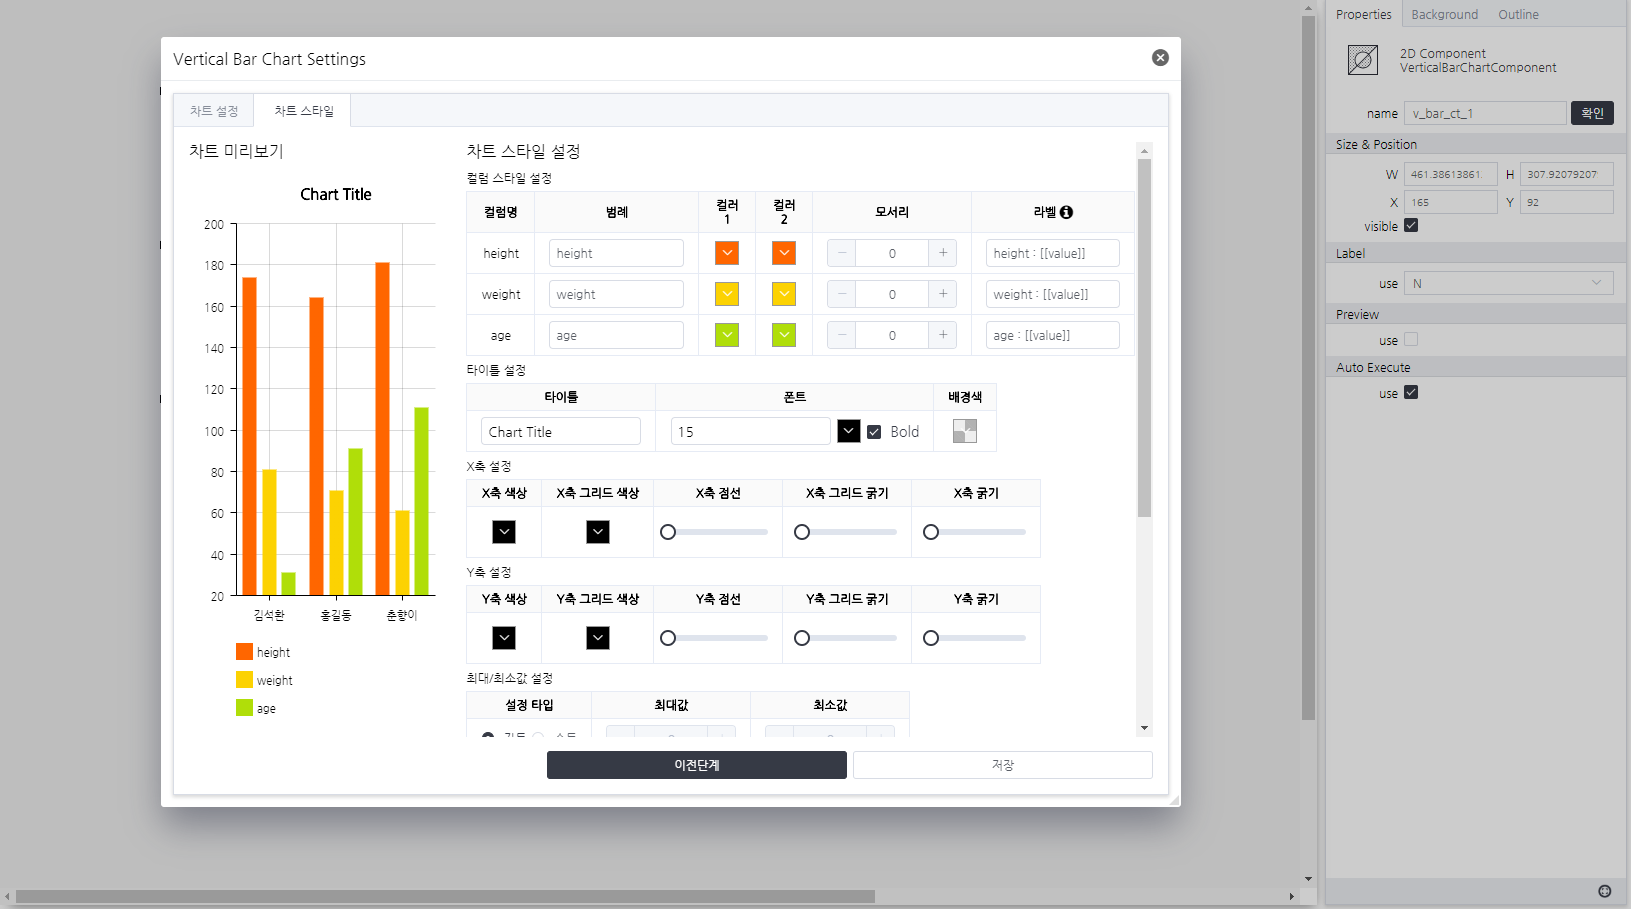 Vertical Bar Chart Settings
차트 설정
차트 스타일
차트 미리보기
Chart Title
200
180
160
140
120
100
80
60
40
20
김석환
홍길동
춘향이
height
weight
age
차트 스타일 설정
컬럼 스타일 설정
컬럼명 범례 컬러 1 컬러 2 모서리 라벨
height height 0 height : [[value]]
weight weight 0 weight : [[value]]
age age 0 age : [[value]]
타이틀 설정
타이틀 폰트 배경색
Chart Title 15 Bold
X축 설정
X축 색상 X축 그리드 색상 X축 점선 X축 그리드 굵기 X축 굵기
Y축 설정
Y축 색상 Y축 그리드 색상 Y축 점선 Y축 그리드 굵기 Y축 굵기
최대/최소값 설정
설정 타입 최대값 최소값
이전단계
저장
Properties Background Outline
2D Component
VerticalBarChartComponent
name v_bar_ct_1 확인
Size & Position
W 461.38613861. H 307.92079207
X 165 Y 92
visible
Label
use N
Preview
use
Auto Execute
use